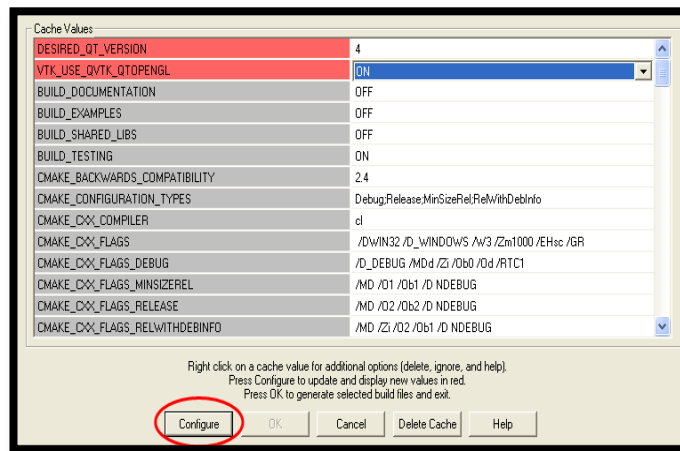 Cache Values
DESIRED_QT_VERSION 4
VTK_USE_QVTK_QTOPENGL ON
BUILD_DOCUMENTATION OFF
BUILD_EXAMPLES OFF
BUILD_SHARED_LIBS OFF
BUILD_TESTING ON
CMAKE_BACKWARDS_COMPATIBILITY 2.4
CMAKE_CONFIGURATION_TYPES Debug;Release;MinSizeRel;RelWithDebInfo
CMAKE_CXX_COMPILER cl
CMAKE_CXX_FLAGS /DWIN32 /D_WINDOWS /W3 /Zm1000 /EHsc /GR
CMAKE_CXX_FLAGS_DEBUG /D_DEBUG /MDd /Zi /Ob0 /Od /RTC1
CMAKE_CXX_FLAGS_MINSIZEREL /MD /O1 /Ob1 /D NDEBUG
CMAKE_CXX_FLAGS_RELEASE /MD /O2 /Ob2 /D NDEBUG
CMAKE_CXX_FLAGS_RELWITHDEBINFO /MD /Zi /O2 /Ob1 /D NDEBUG
Right click on a cache value for additional options (delete, ignore, and help).
Press Configure to update and display new values in red.
Press OK to generate selected build files and exit.
Configure OK Cancel Delete Cache Help